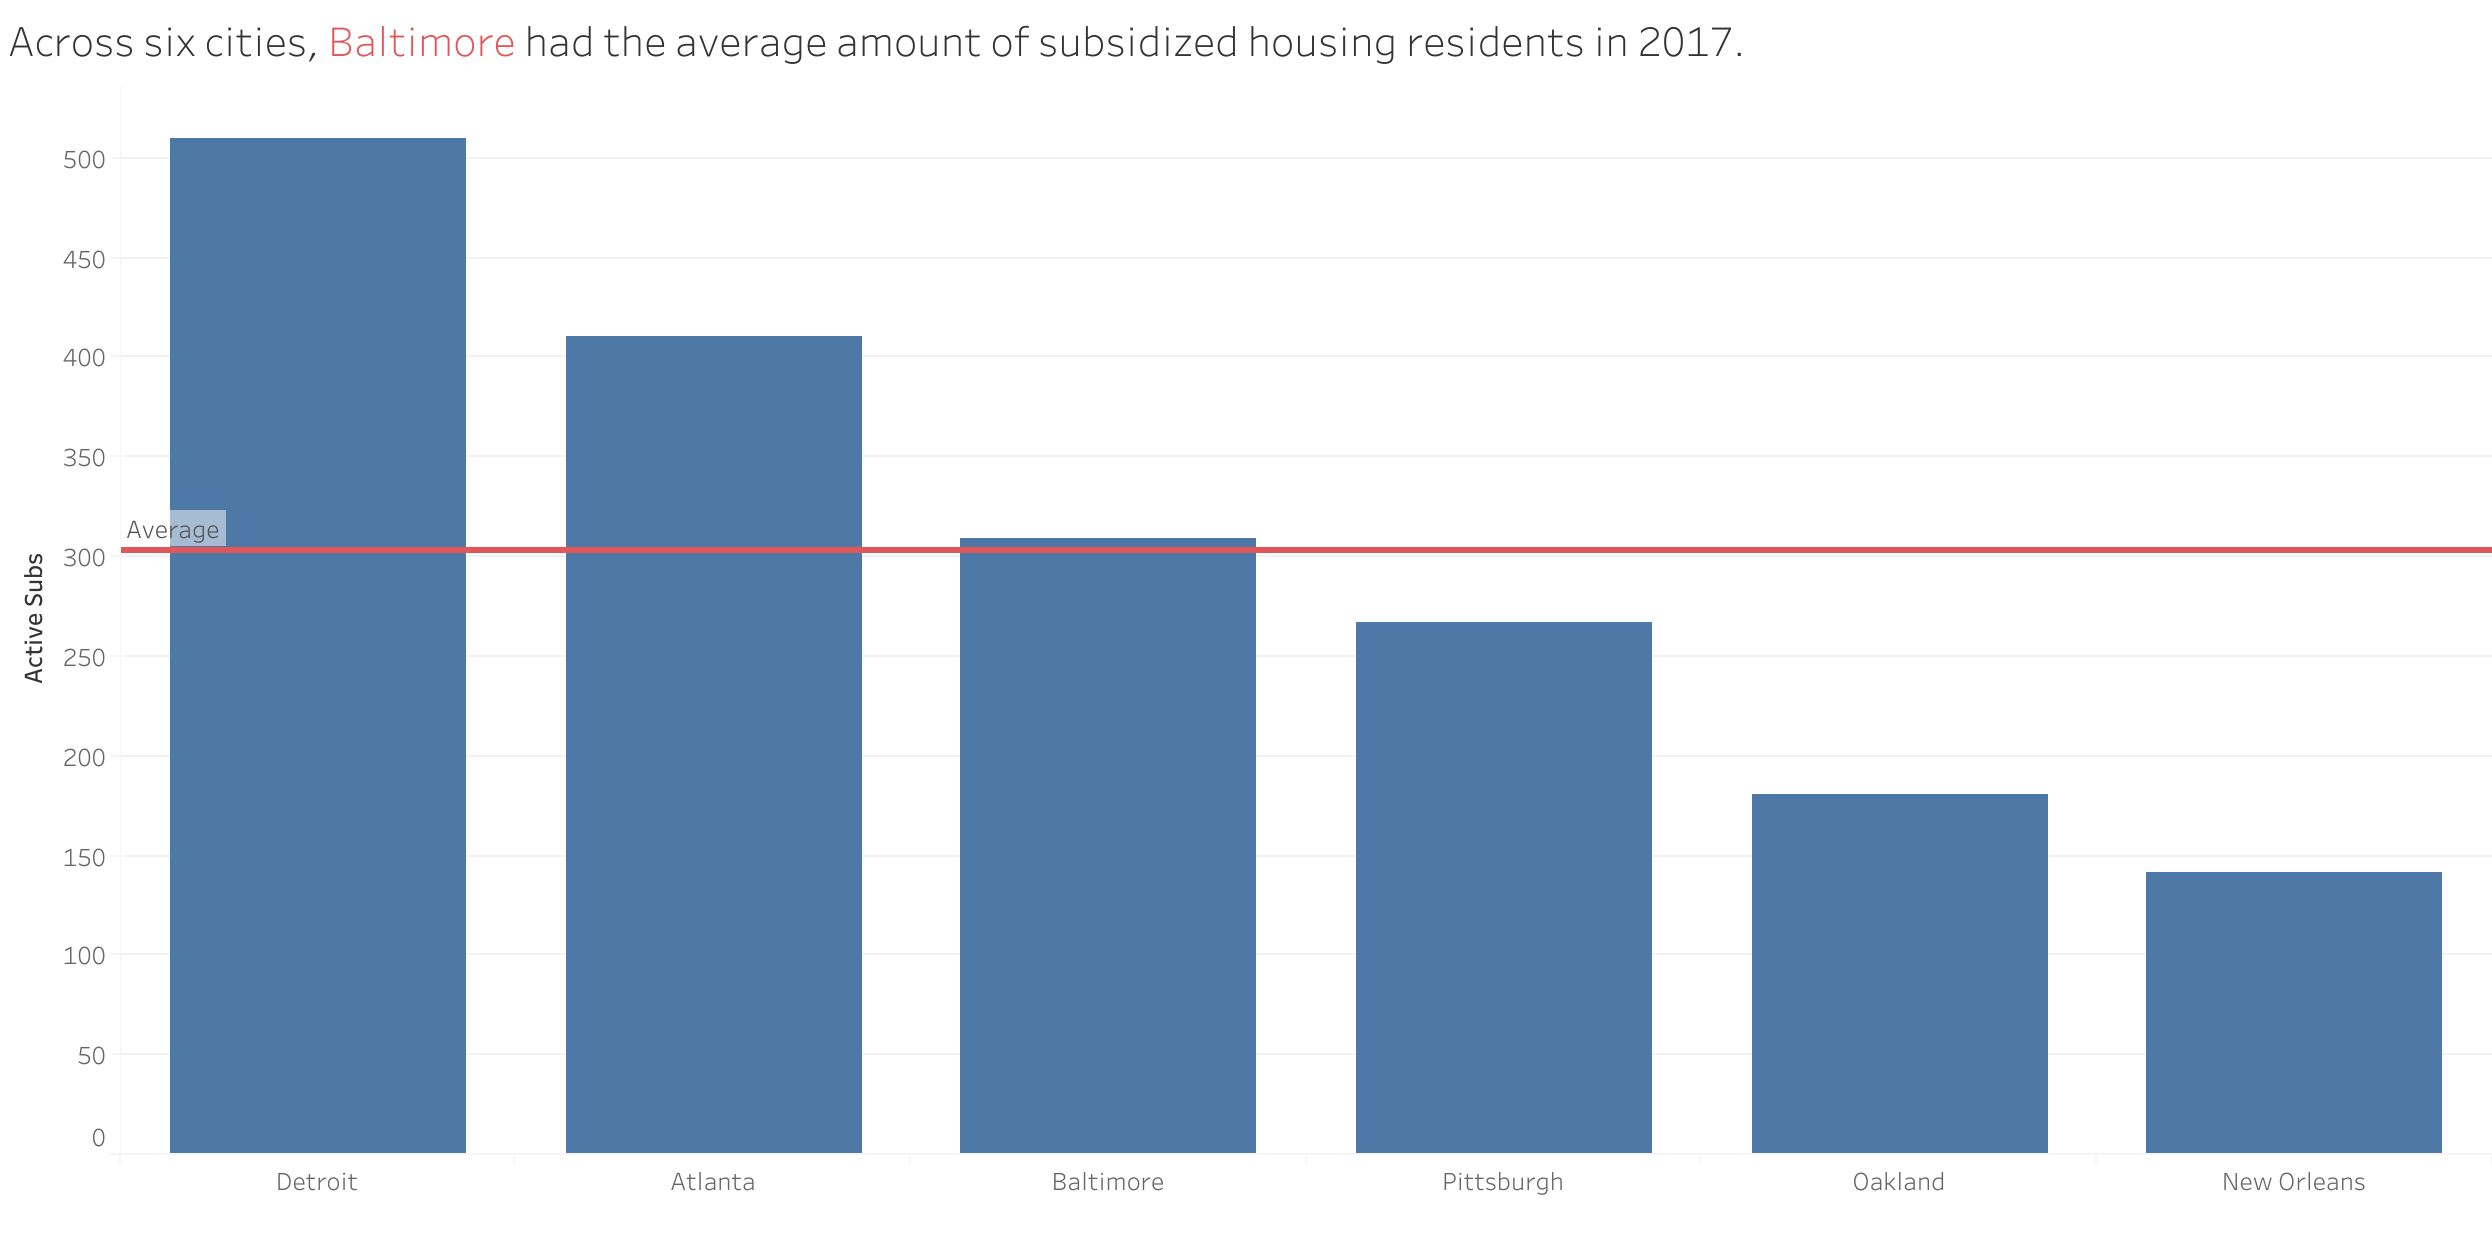 Across six cities, Baltimore had the average amount of subsidized housing residents in 2017.
500
450
400
350
Average
300
250
200
150
100
50
0
Active Subs
Detroit
Atlanta
Baltimore
Pittsburgh
Oakland
New Orleans